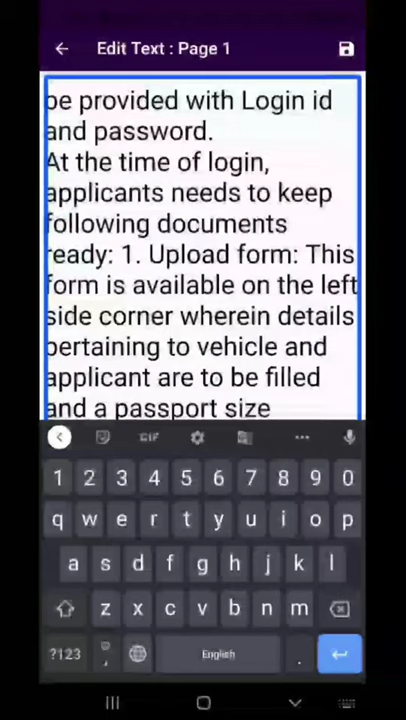 Edit Text : Page 1
be provided with Login id
and password.
At the time of login,
applicants needs to keep
following documents
ready: 1. Upload form: This
form is available on the left
side corner wherein details
pertaining to vehicle and
applicant are to be filled
and a passport size
GIF
1 2 3 4 5 6 7 8 9 0
q w e r t y u i o p
a s d f g h j k l
z x c v b n m
?123 , English .